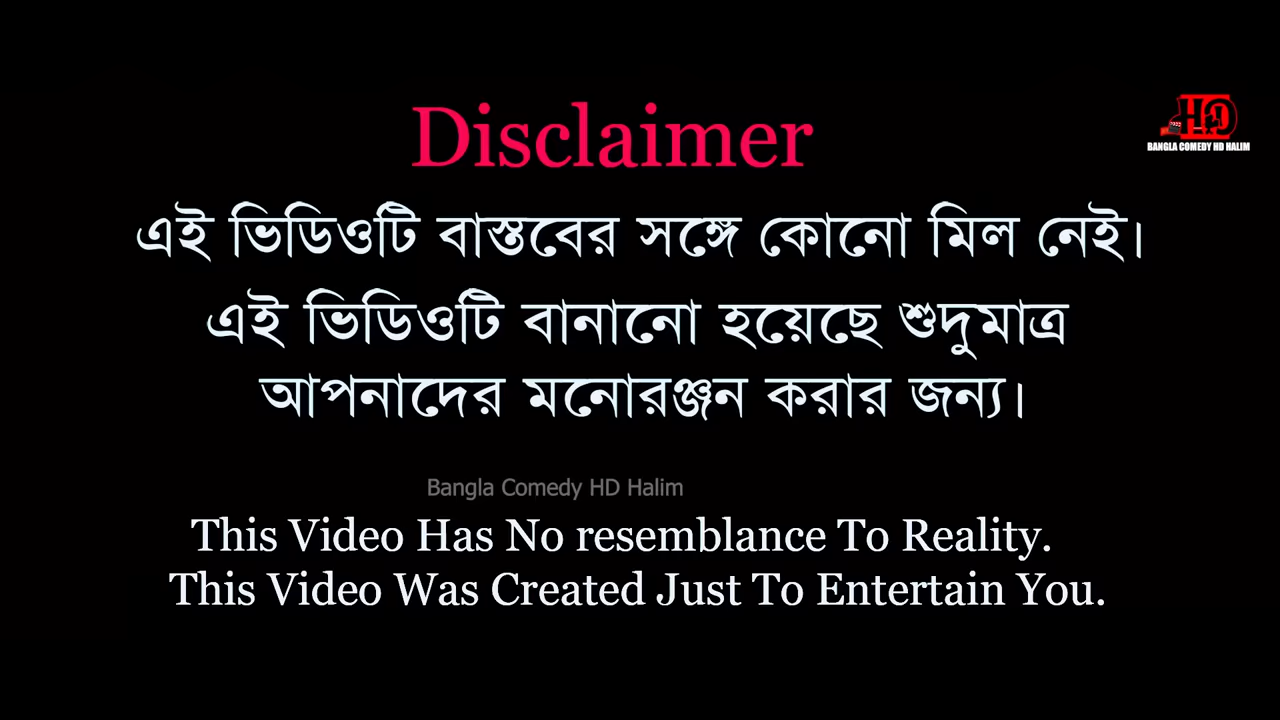 Disclaimer
HD
BANGLA COMEDY HD HALIM
এই ভিডিওটি বাস্তবের সঙ্গে কোনো মিল নেই।
এই ভিডিওটি বানানো হয়েছে শুদুমাত্র
আপনাদের মনোরঞ্জন করার জন্য।
Bangla Comedy HD Halim
This Video Has No resemblance To Reality.
This Video Was Created Just To Entertain You.